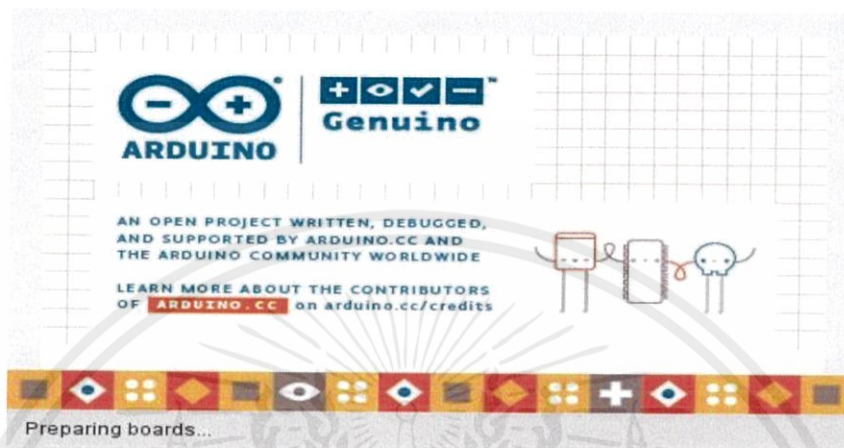 ARDUINO
Genuino
AN OPEN PROJECT WRITTEN, DEBUGGED,
AND SUPPORTED BY ARDUINO.CC AND
THE ARDUINO COMMUNITY WORLDWIDE
LEARN MORE ABOUT THE CONTRIBUTORS
OF ARDUINO.CC on arduino.cc/credits
Preparing boards...